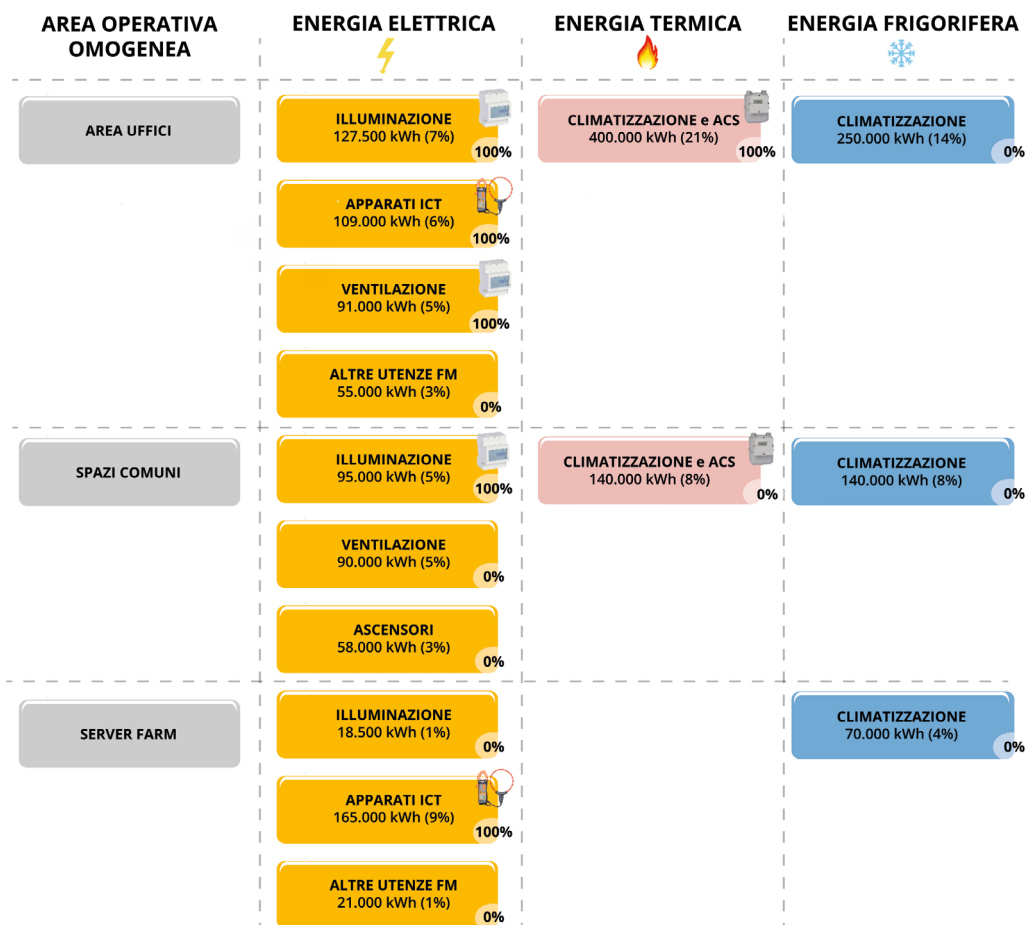 AREA OPERATIVA
OMOGENEA
ENERGIA ELETTRICA
ENERGIA TERMICA
ENERGIA FRIGORIFERA
AREA UFFICI
ILLUMINAZIONE
127.500 kWh (7%)
100%
CLIMATIZZAZIONE e ACS
400.000 kWh (21%)
100%
CLIMATIZZAZIONE
250.000 kWh (14%)
0%
APPARATI ICT
109.000 kWh (6%)
100%
VENTILAZIONE
91.000 kWh (5%)
100%
ALTRE UTENZE FM
55.000 kWh (3%)
0%
SPAZI COMUNI
ILLUMINAZIONE
95.000 kWh (5%)
100%
CLIMATIZZAZIONE e ACS
140.000 kWh (8%)
0%
CLIMATIZZAZIONE
140.000 kWh (8%)
0%
VENTILAZIONE
90.000 kWh (5%)
0%
ASCENSORI
58.000 kWh (3%)
0%
SERVER FARM
ILLUMINAZIONE
18.500 kWh (1%)
0%
CLIMATIZZAZIONE
70.000 kWh (4%)
0%
APPARATI ICT
165.000 kWh (9%)
100%
ALTRE UTENZE FM
21.000 kWh (1%)
0%